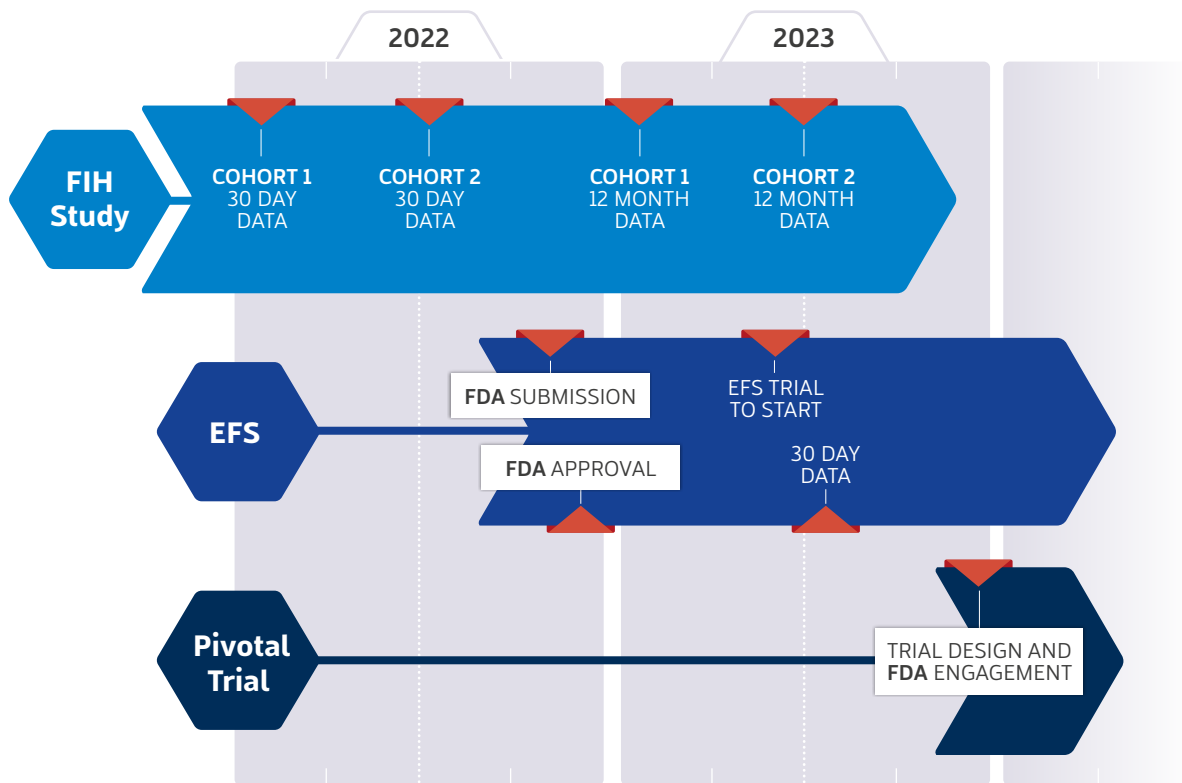 2022
2023
FIH
Study
COHORT 1
30 DAY
DATA
COHORT 2
30 DAY
DATA
COHORT 1
12 MONTH
DATA
COHORT 2
12 MONTH
DATA
EFS
FDA SUBMISSION
EFS TRIAL
TO START
FDA APPROVAL
30 DAY
DATA
Pivotal
Trial
TRIAL DESIGN AND
FDA ENGAGEMENT